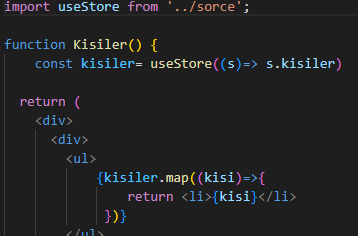 import useStore from '../sorce';
function Kisiler() {
const kisiler= useStore((s)=> s.kisiler)
return (
<div>
<div>
<ul>
{kisiler.map((kisi)=>{
return <li>{kisi}</li>
})}
</ul>